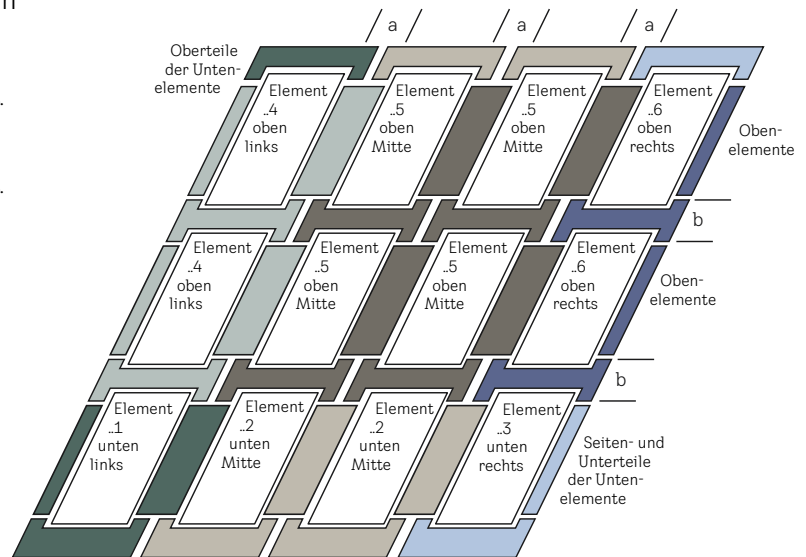 a
a
a
Oberteile
der Unten-
elemente
Element
..4
oben
links
Element
..5
oben
Mitte
Element
..5
oben
Mitte
Element
..6
oben
rechts
Oben-
elemente
b
Element
..4
oben
links
Element
..5
oben
Mitte
Element
..5
oben
Mitte
Element
..6
oben
rechts
Oben-
elemente
b
Element
..1
unten
links
Element
..2
unten
Mitte
Element
..2
unten
Mitte
Element
..3
unten
rechts
Seiten- und
Unterteile
der Unten-
elemente